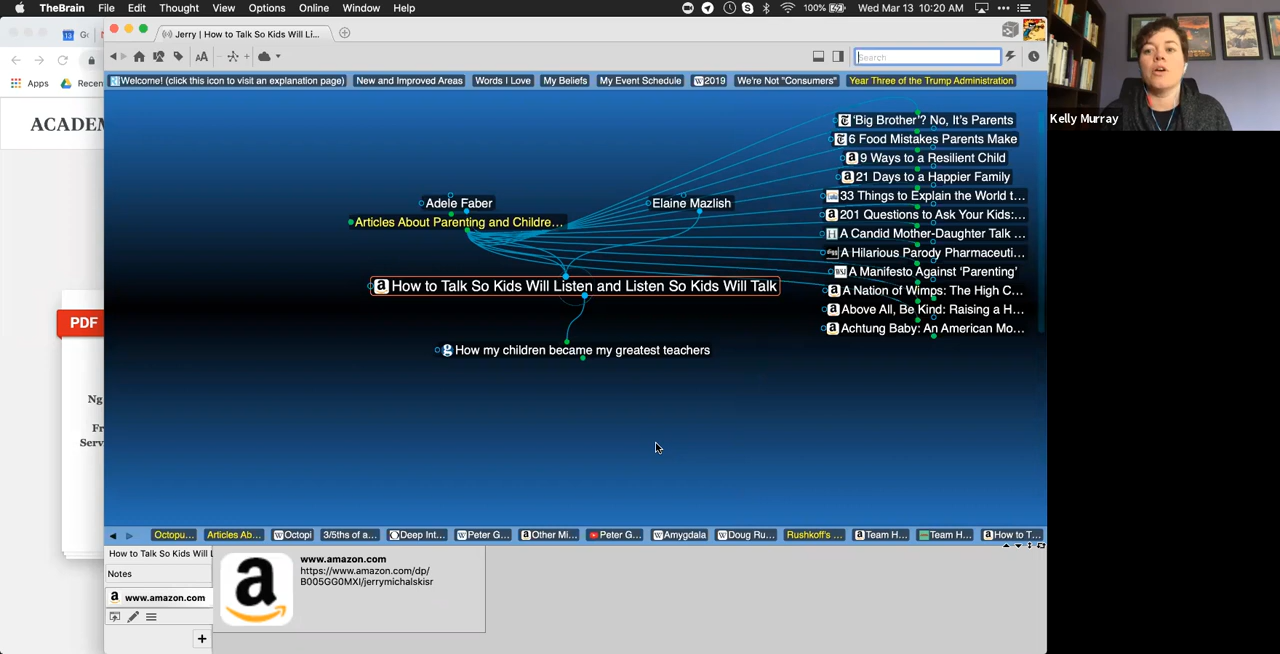 TheBrain File Edit Thought View Options Online Window Help
100% Wed Mar 13 10:20 AM
Jerry | How to Talk So Kids Will Li...
13
Apps
Recen
AA
Search
Welcome! (click this icon to visit an explanation page) New and Improved Areas Words I Love My Beliefs My Event Schedule 2019 We're Not "Consumers" Year Three of the Trump Administration
Kelly Murray
ACADEM
'Big Brother'? No, It's Parents
6 Food Mistakes Parents Make
9 Ways to a Resilient Child
21 Days to a Happier Family
33 Things to Explain the World t...
201 Questions to Ask Your Kids:...
A Candid Mother-Daughter Talk ...
A Hilarious Parody Pharmaceuti...
A Manifesto Against 'Parenting'
A Nation of Wimps: The High C...
Above All, Be Kind: Raising a H...
Achtung Baby: An American Mo...
Adele Faber
Elaine Mazlish
Articles About Parenting and Childre...
How to Talk So Kids Will Listen and Listen So Kids Will Talk
How my children became my greatest teachers
PDF
Ng
Fr
Serv
Octopu... Articles Ab... Octopi 3/5ths of a... Deep Int... Peter G... Other Mi... Peter G... Amygdala Doug Ru... Rushkoff's ... Team H... Team H... How to T...
How to Talk So Kids Will L
Notes
www.amazon.com
www.amazon.com
https://www.amazon.com/dp/
B005GG0MXI/jerrymichalskisr